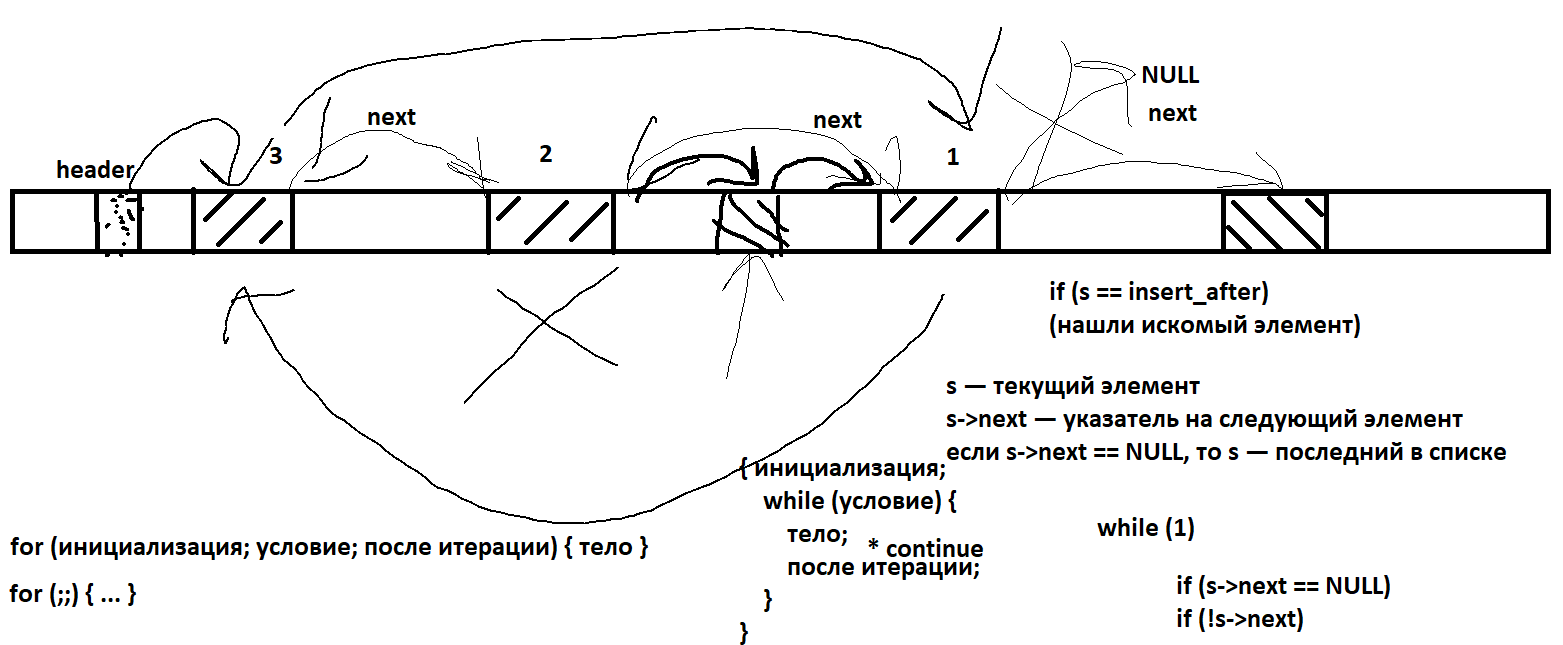 NULL
next
next
next
header
3
2
1
if (s == insert_after)
(нашли искомый элемент)
s — текущий элемент
s->next — указатель на следующий элемент
если s->next == NULL, то s — последний в списке
{ инициализация;
while (условие) {
тело;
* continue
после итерации;
}
}
while (1)
for (инициализация; условие; после итерации) { тело }
for (;;) { ... }
if (s->next == NULL)
if (!s->next)